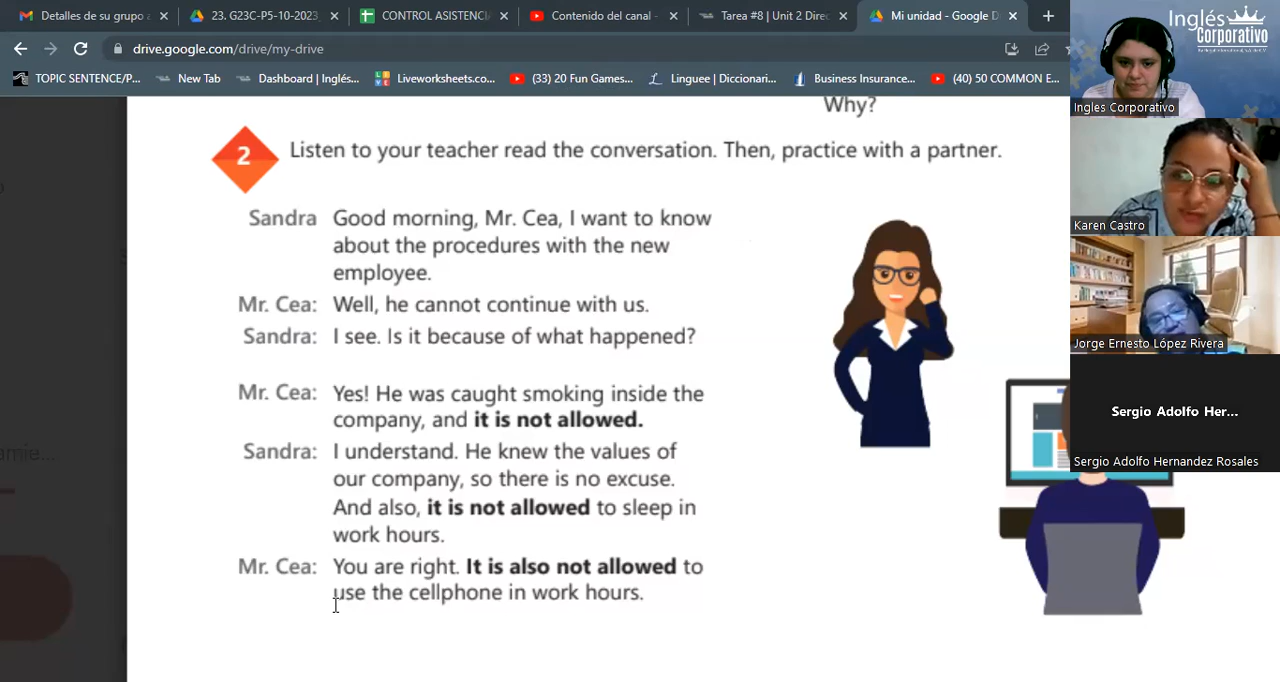 Detalles de su grupo
23. G23C-P5-10-2023
CONTROL ASISTENCI
Contenido del canal -
Tarea #8 | Unit 2 Direc
Mi unidad - Google D
drive.google.com/drive/my-drive
TOPIC SENTENCE/P...
New Tab
Dashboard | Inglés...
Liveworksheets.co...
(33) 20 Fun Games...
Linguee | Diccionari...
Business Insurance...
(40) 50 COMMON E...
Why?
2
Listen to your teacher read the conversation. Then, practice with a partner.
Sandra Good morning, Mr. Cea, I want to know
about the procedures with the new
employee.
Mr. Cea: Well, he cannot continue with us.
Sandra: I see. Is it because of what happened?
Mr. Cea: Yes! He was caught smoking inside the
company, and it is not allowed.
Sandra: I understand. He knew the values of
our company, so there is no excuse.
And also, it is not allowed to sleep in
work hours.
Mr. Cea: You are right. It is also not allowed to
use the cellphone in work hours.
Inglés
Corporativo
Ingles Corporativo
Karen Castro
Jorge Ernesto López Rivera
Sergio Adolfo Her...
Sergio Adolfo Hernandez Rosales